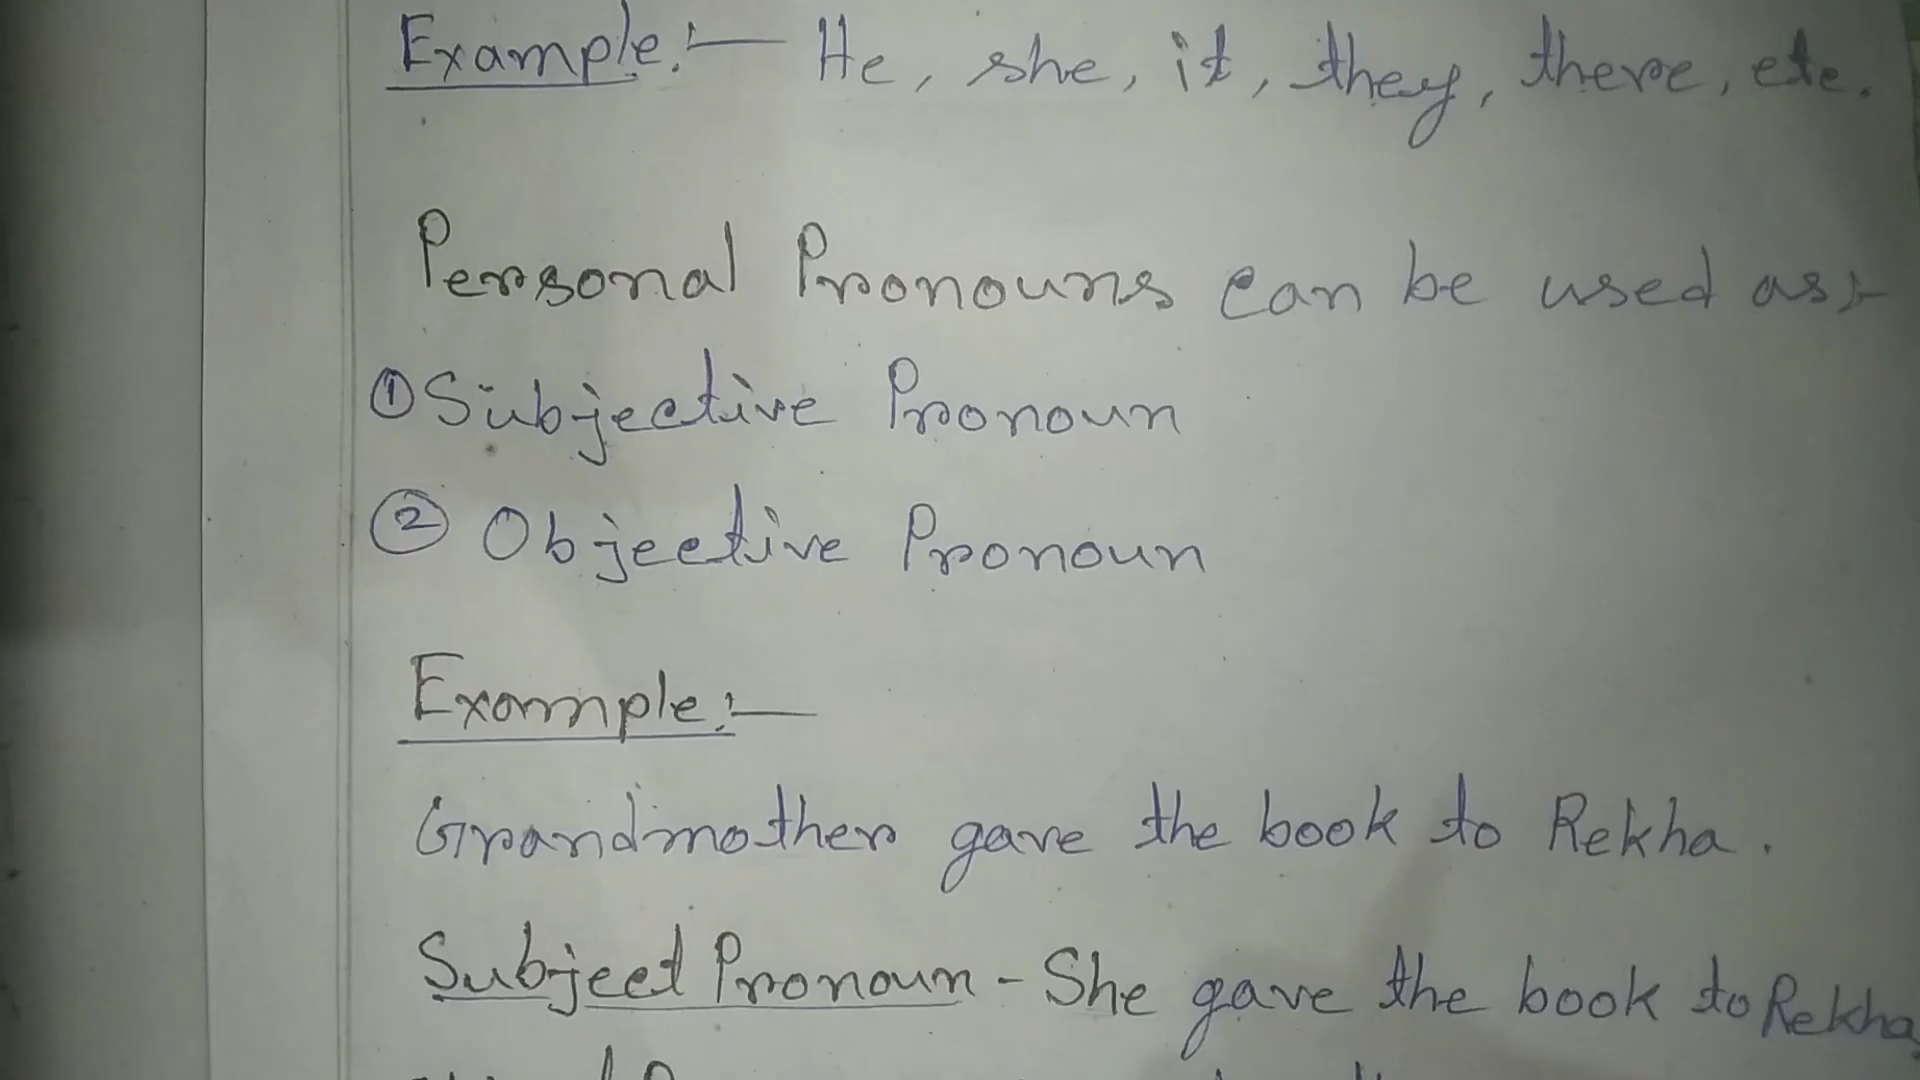 Example:— He, she, it, they, there, etc.
Personal Pronouns can be used as:-
① Subjective Pronoun
② Objective Pronoun
Example:—
Grandmother gave the book to Rekha.
Subject Pronoun - She gave the book to Rekha